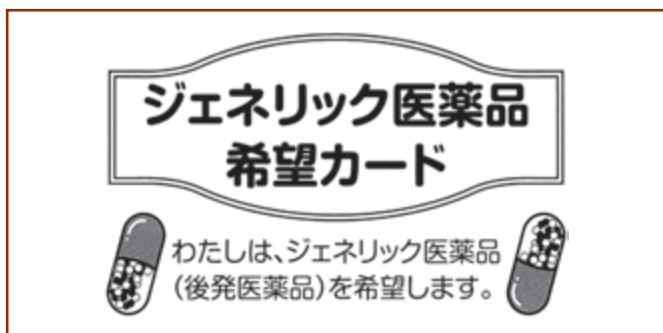 ジェネリック医薬品
希望カード
わたしは、ジェネリック医薬品
(後発医薬品)を希望します。